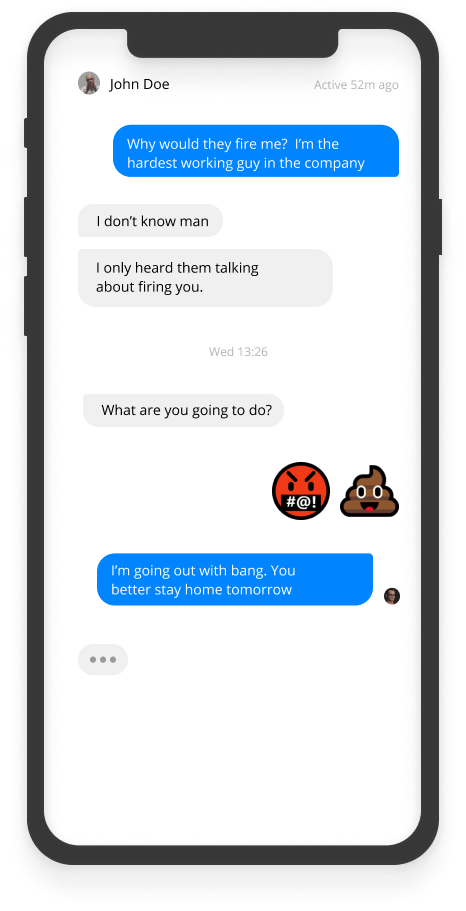 John Doe
Active 52m ago
Why would they fire me? I'm the
hardest working guy in the company
I don't know man
I only heard them talking
about firing you.
Wed 13:26
What are you going to do?
#@!
I'm going out with bang. You
better stay home tomorrow